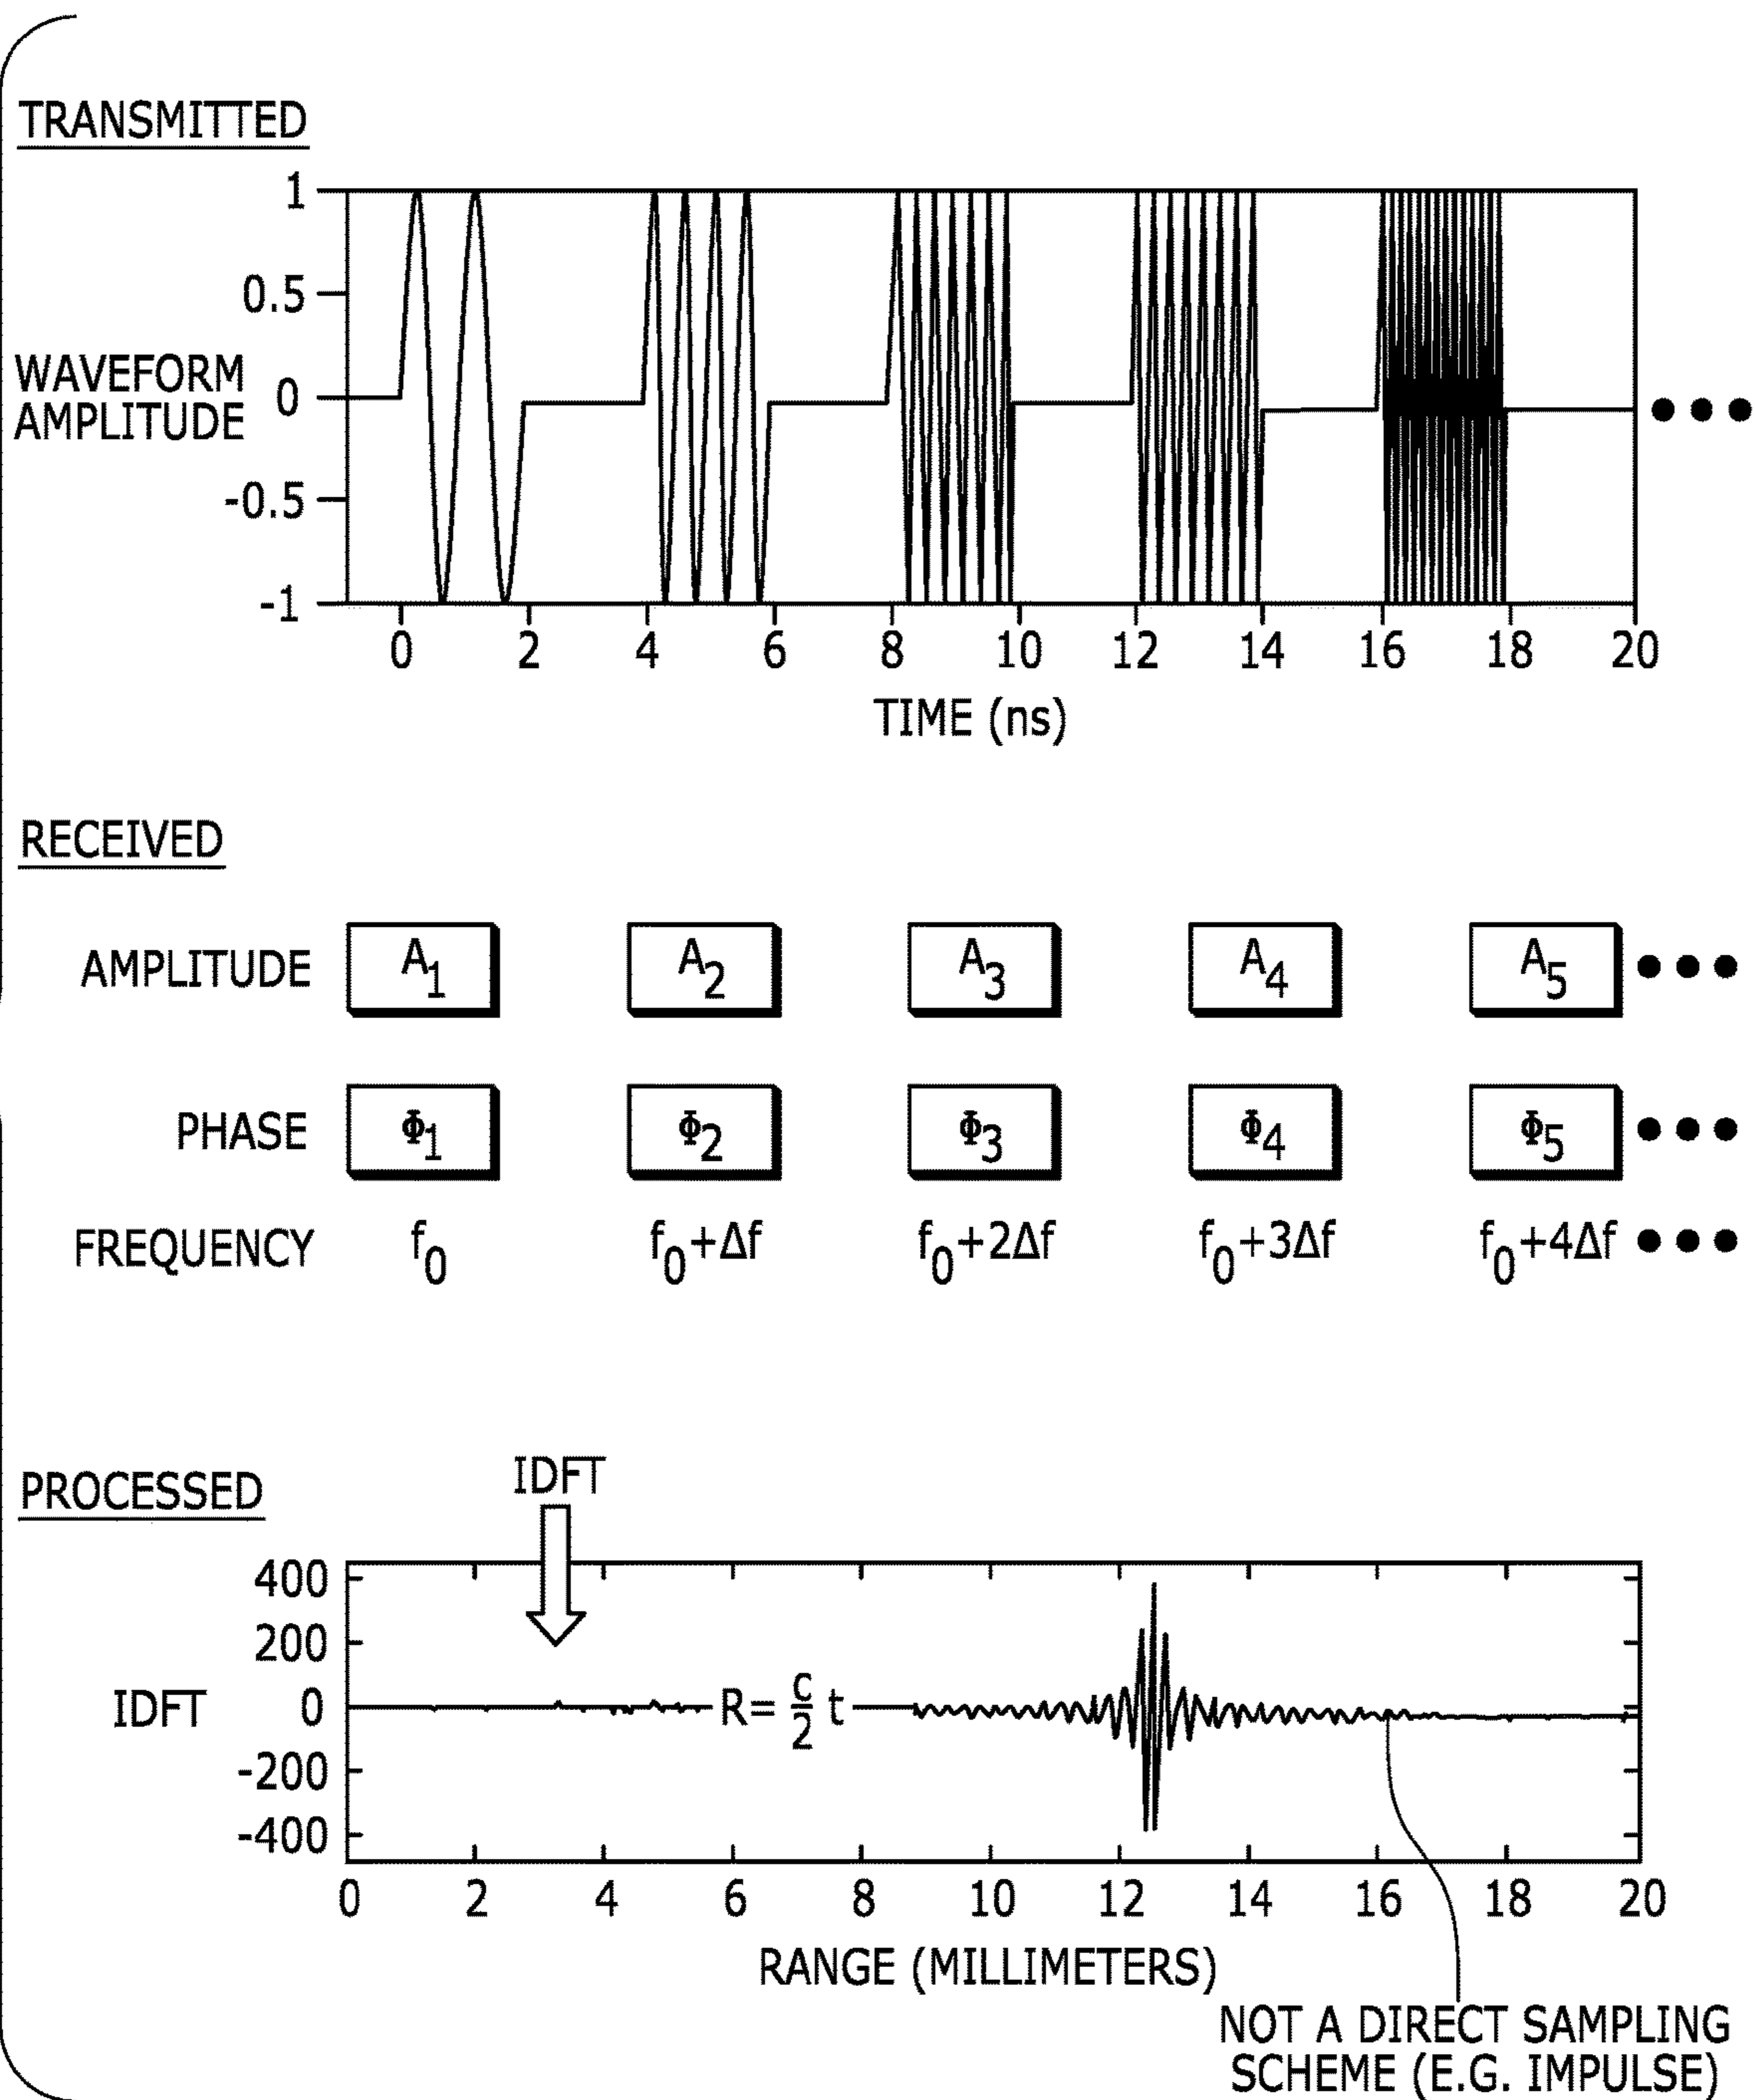 TRANSMITTED
1
0.5
WAVEFORM
AMPLITUDE
0
-0.5
-1
0 2 4 6 8 10 12 14 16 18 20
TIME (ns)
RECEIVED
AMPLITUDE A1 A2 A3 A4 A5
PHASE Φ1 Φ2 Φ3 Φ4 Φ5
FREQUENCY f0 f0+Δf f0+2Δf f0+3Δf f0+4Δf
PROCESSED
IDFT
400
200
IDFT 0 R= c/2 t
-200
-400
0 2 4 6 8 10 12 14 16 18 20
RANGE (MILLIMETERS)
NOT A DIRECT SAMPLING
SCHEME (E.G. IMPULSE)